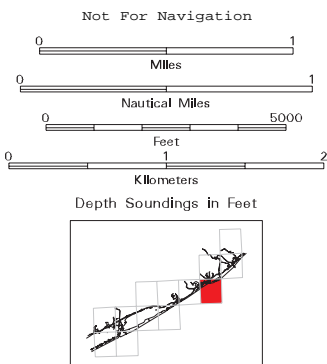 Not For Navigation
0 1
Miles
0 1
Nautical Miles
0 5000
Feet
0 1 2
Kilometers
Depth Soundings in Feet